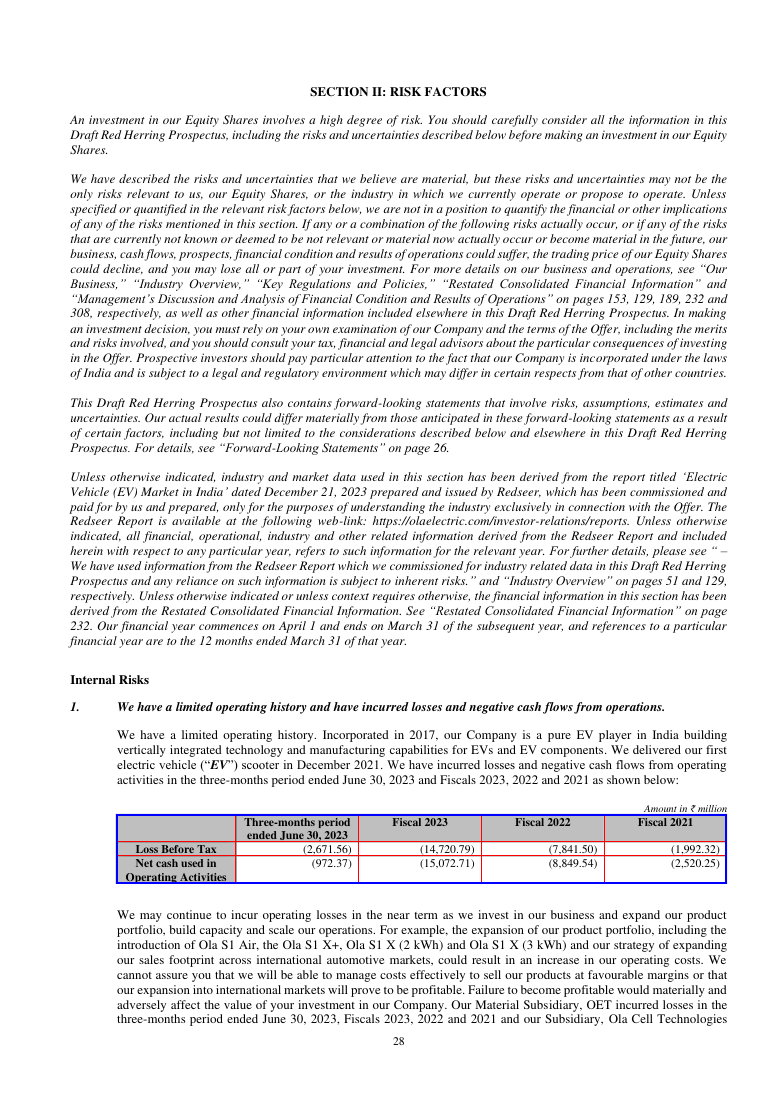 SECTION II: RISK FACTORS
An investment in our Equity Shares involves a high degree of risk. You should carefully consider all the information in this
Draft Red Herring Prospectus, including the risks and uncertainties described below before making an investment in our Equity
Shares.
We have described the risks and uncertainties that we believe are material, but these risks and uncertainties may not be the
only risks relevant to us, our Equity Shares, or the industry in which we currently operate or propose to operate. Unless
specified or quantified in the relevant risk factors below, we are not in a position to quantify the financial or other implications
of any of the risks mentioned in this section. If any or a combination of the following risks actually occur, or if any of the risks
that are currently not known or deemed to be not relevant or material now actually occur or become material in the future, our
business, cash flows, prospects, financial condition and results of operations could suffer, the trading price of our Equity Shares
could decline, and you may lose all or part of your investment. For more details on our business and operations, see “Our
Business,” “Industry Overview,” “Key Regulations and Policies,” “Restated Consolidated Financial Information” and
“Management’s Discussion and Analysis of Financial Condition and Results of Operations” on pages 153, 129, 189, 232 and
308, respectively, as well as other financial information included elsewhere in this Draft Red Herring Prospectus. In making
an investment decision, you must rely on your own examination of our Company and the terms of the Offer, including the merits
and risks involved, and you should consult your tax, financial and legal advisors about the particular consequences of investing
in the Offer. Prospective investors should pay particular attention to the fact that our Company is incorporated under the laws
of India and is subject to a legal and regulatory environment which may differ in certain respects from that of other countries.
This Draft Red Herring Prospectus also contains forward-looking statements that involve risks, assumptions, estimates and
uncertainties. Our actual results could differ materially from those anticipated in these forward-looking statements as a result
of certain factors, including but not limited to the considerations described below and elsewhere in this Draft Red Herring
Prospectus. For details, see “Forward-Looking Statements” on page 26.
Unless otherwise indicated, industry and market data used in this section has been derived from the report titled ‘Electric
Vehicle (EV) Market in India’ dated December 21, 2023 prepared and issued by Redseer, which has been commissioned and
paid for by us and prepared, only for the purposes of understanding the industry exclusively in connection with the Offer. The
Redseer Report is available at the following web-link: https://olaelectric.com/investor-relations/reports. Unless otherwise
indicated, all financial, operational, industry and other related information derived from the Redseer Report and included
herein with respect to any particular year, refers to such information for the relevant year. For further details, please see “ –
We have used information from the Redseer Report which we commissioned for industry related data in this Draft Red Herring
Prospectus and any reliance on such information is subject to inherent risks.” and “Industry Overview” on pages 51 and 129,
respectively. Unless otherwise indicated or unless context requires otherwise, the financial information in this section has been
derived from the Restated Consolidated Financial Information. See “Restated Consolidated Financial Information” on page
232. Our financial year commences on April 1 and ends on March 31 of the subsequent year, and references to a particular
financial year are to the 12 months ended March 31 of that year.
Internal Risks
1. We have a limited operating history and have incurred losses and negative cash flows from operations.
We have a limited operating history. Incorporated in 2017, our Company is a pure EV player in India building
vertically integrated technology and manufacturing capabilities for EVs and EV components. We delivered our first
electric vehicle (“EV”) scooter in December 2021. We have incurred losses and negative cash flows from operating
activities in the three-months period ended June 30, 2023 and Fiscals 2023, 2022 and 2021 as shown below:
Amount in ₹ million
Three-months period Fiscal 2023 Fiscal 2022 Fiscal 2021
ended June 30, 2023
Loss Before Tax (2,671.56) (14,720.79) (7,841.50) (1,992.32)
Net cash used in (972.37) (15,072.71) (8,849.54) (2,520.25)
Operating Activities
We may continue to incur operating losses in the near term as we invest in our business and expand our product
portfolio, build capacity and scale our operations. For example, the expansion of our product portfolio, including the
introduction of Ola S1 Air, the Ola S1 X+, Ola S1 X (2 kWh) and Ola S1 X (3 kWh) and our strategy of expanding
our sales footprint across international automotive markets, could result in an increase in our operating costs. We
cannot assure you that we will be able to manage costs effectively to sell our products at favourable margins or that
our expansion into international markets will prove to be profitable. Failure to become profitable would materially and
adversely affect the value of your investment in our Company. Our Material Subsidiary, OET incurred losses in the
three-months period ended June 30, 2023, Fiscals 2023, 2022 and 2021 and our Subsidiary, Ola Cell Technologies
28